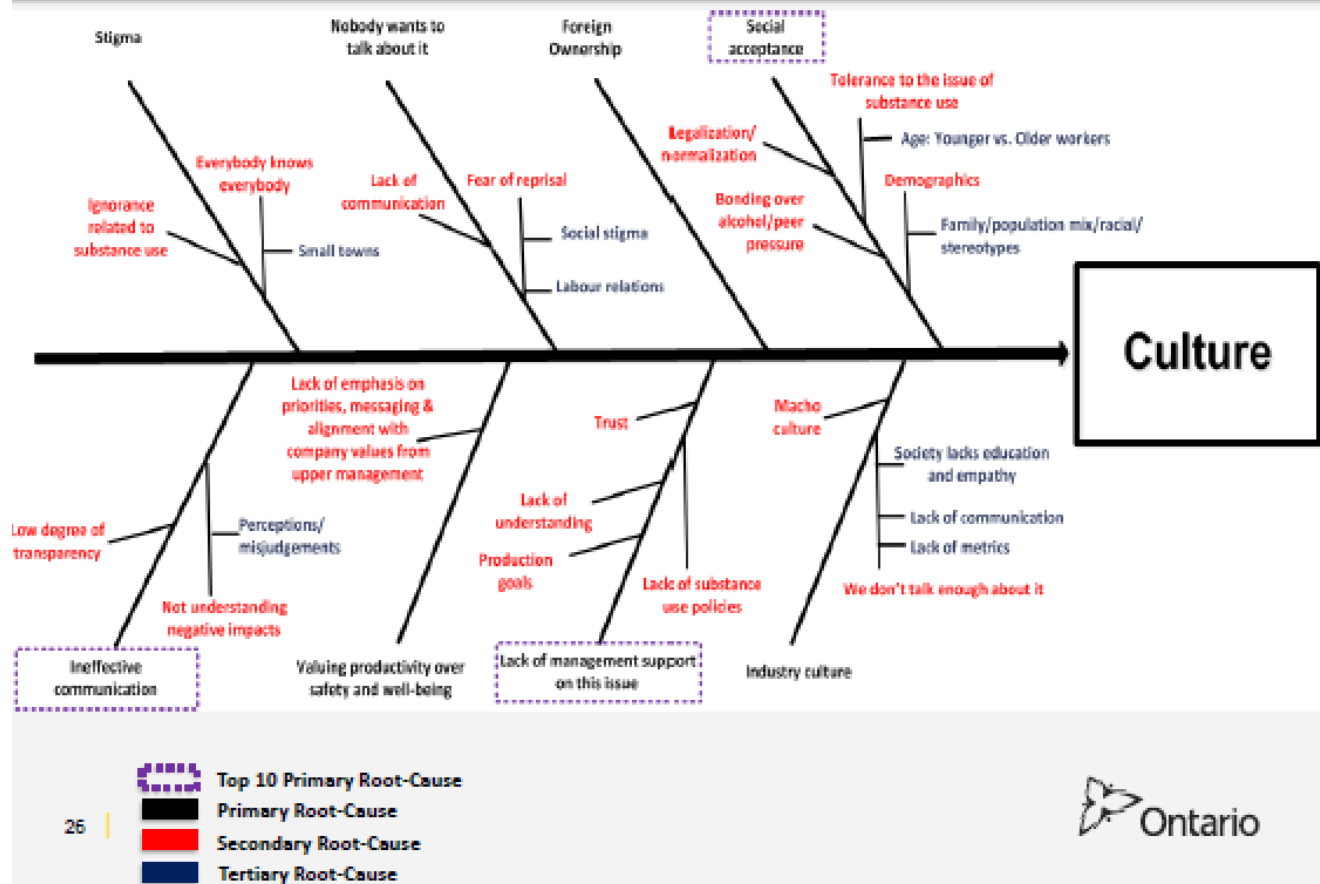 Stigma
Nobody wants to
talk about it
Foreign
Ownership
Social
acceptance
Tolerance to the issue of
substance use
Legalization/
normalization
Age: Younger vs. Older workers
Everybody knows
everybody
Lack of
communication
Fear of reprisal
Demographics
Ignorance
related to
substance use
Bonding over
alcohol/peer
pressure
Small towns
Social stigma
Family/population mix/racial/
stereotypes
Labour relations
Culture
Lack of emphasis on
priorities, messaging &
alignment with
company values from
upper management
Trust
Macho
culture
Society lacks education
and empathy
Low degree of
transparency
Perceptions/
misjudgements
Lack of
understanding
Lack of communication
Lack of metrics
Production
goals
Not understanding
negative impacts
Lack of substance
use policies
We don't talk enough about it
Ineffective
communication
Valuing productivity over
safety and well-being
Lack of management support
on this issue
Industry culture
Top 10 Primary Root-Cause
Primary Root-Cause
Secondary Root-Cause
Tertiary Root-Cause
26
Ontario